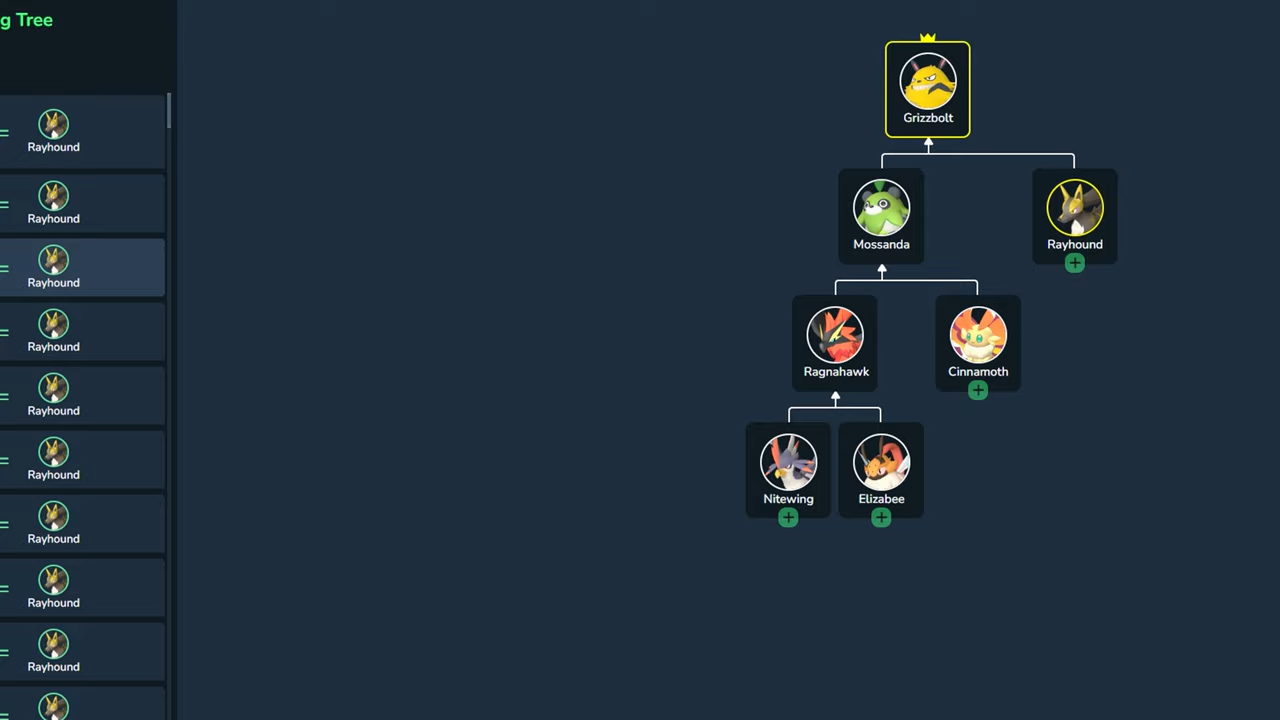 g Tree
Rayhound
Rayhound
Rayhound
Rayhound
Rayhound
Rayhound
Rayhound
Rayhound
Rayhound
Grizzbolt
Mossanda
Rayhound
Ragnahawk
Cinnamoth
Nitewing
Elizabee